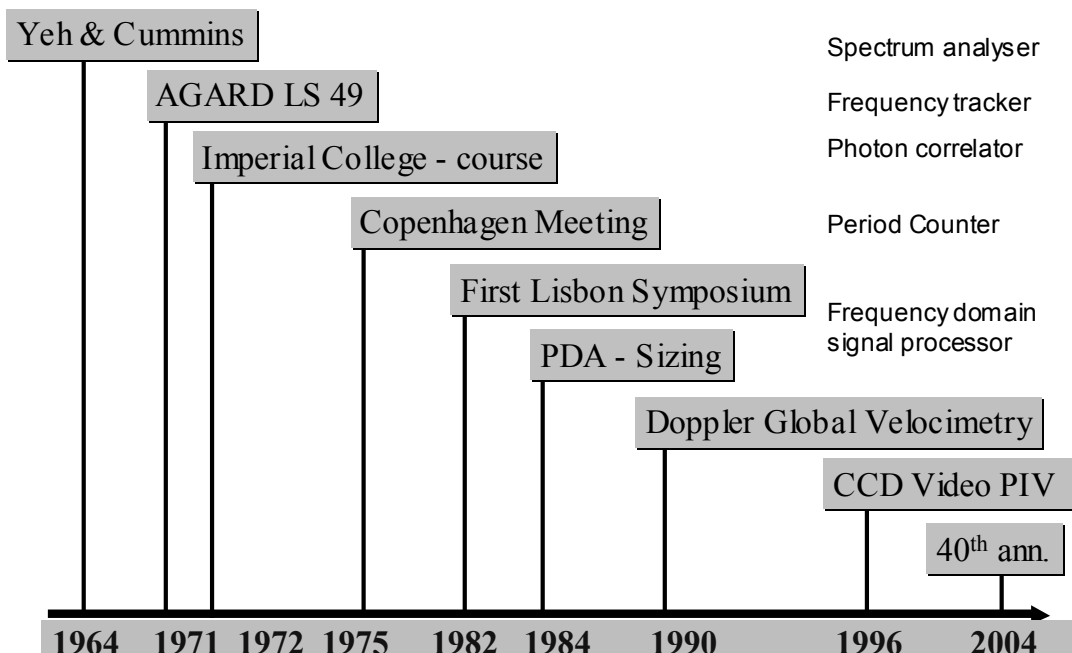 Yeh & Cummins
Spectrum analyser
AGARD LS 49
Frequency tracker
Imperial College - course
Photon correlator
Copenhagen Meeting
Period Counter
First Lisbon Symposium
Frequency domain
signal processor
PDA - Sizing
Doppler Global Velocimetry
CCD Video PIV
40th ann.
1964 1971 1972 1975 1982 1984 1990 1996 2004